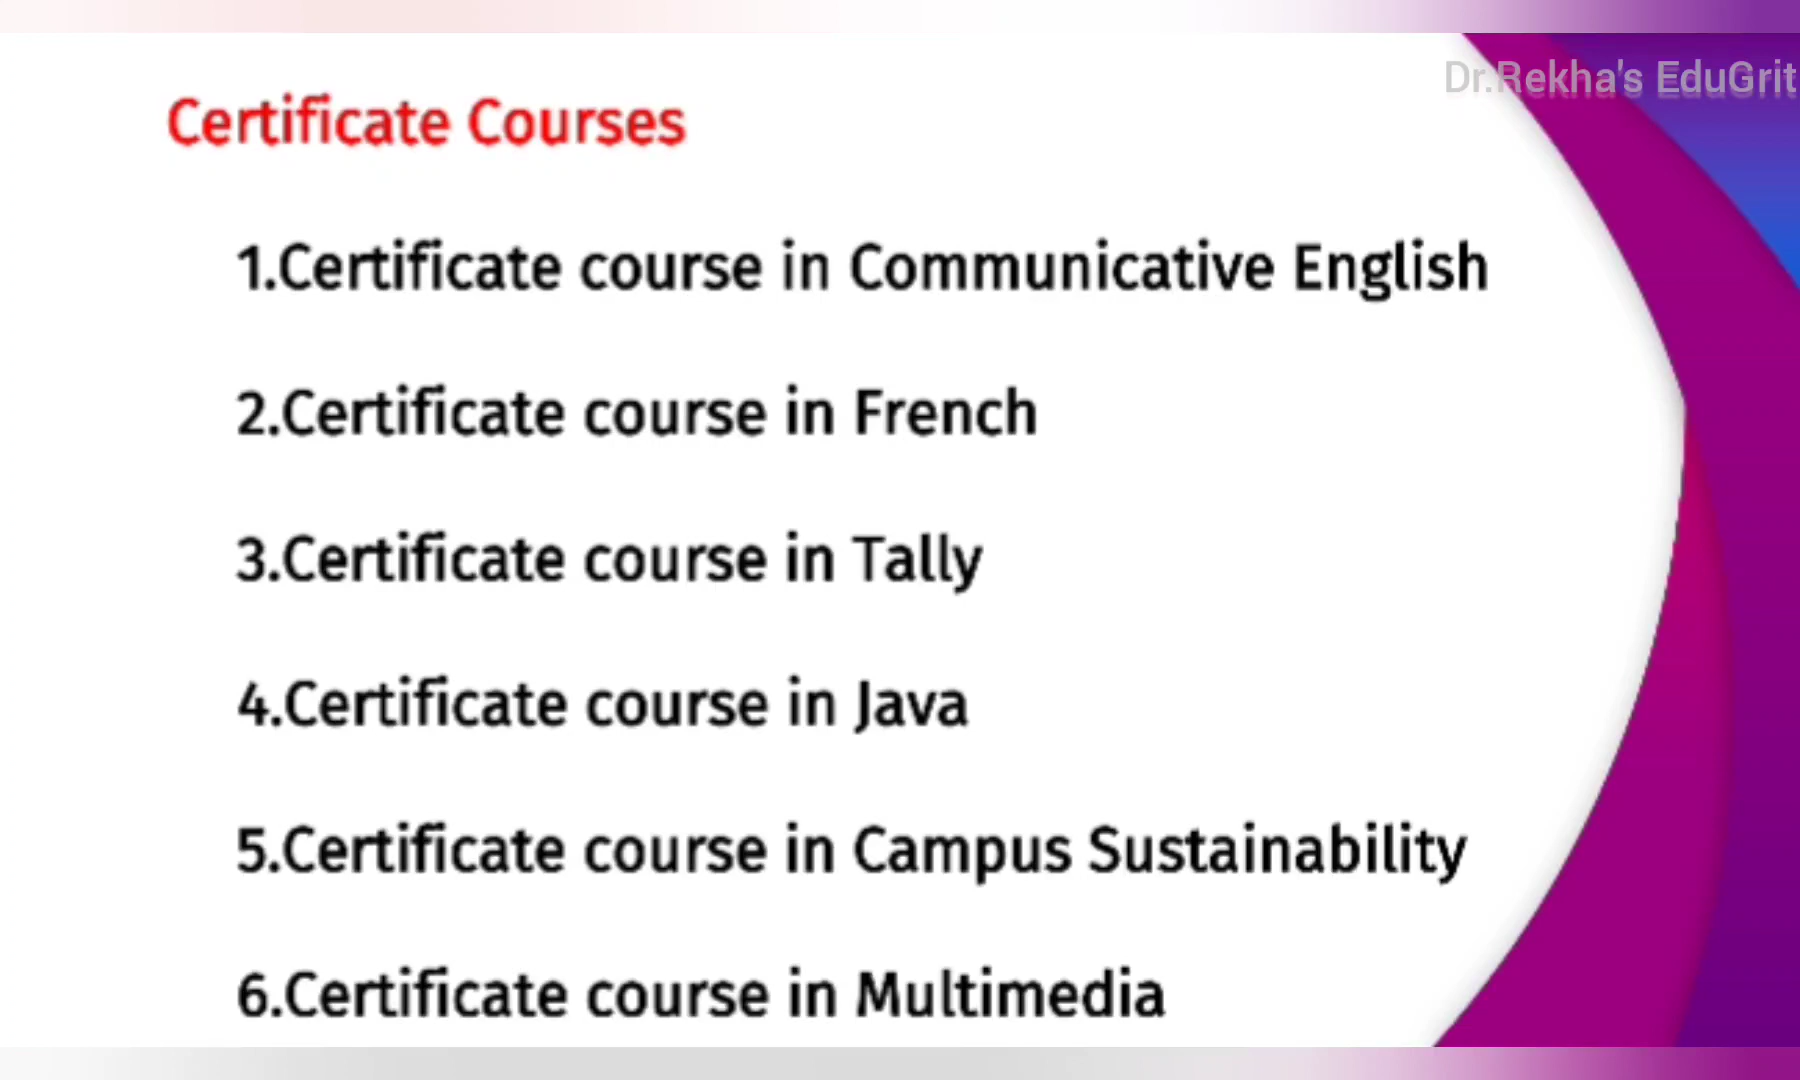 Dr.Rekha's EduGrit
Certificate Courses
1.Certificate course in Communicative English
2.Certificate course in French
3.Certificate course in Tally
4.Certificate course in Java
5.Certificate course in Campus Sustainability
6.Certificate course in Multimedia